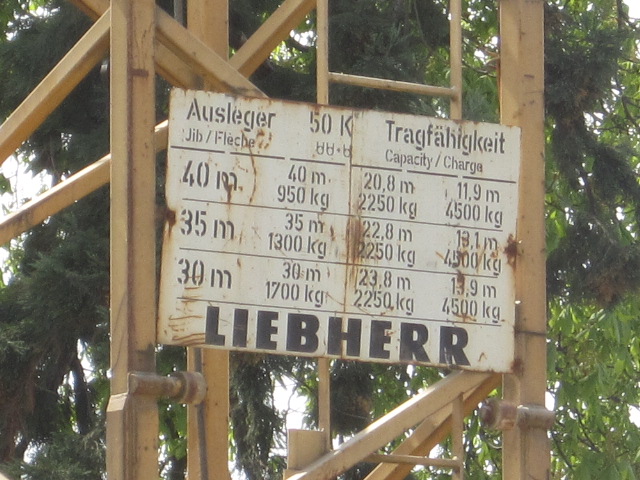 Ausleger 50 K Tragfähigkeit
Jib / Flèche Capacity / Charge
40 m 40 m 20,8 m 11,9 m
950 kg 2250 kg 4500 kg
35 m 35 m 22,8 m 13,1 m
1300 kg 2250 kg 4500 kg
30 m 30 m 23,8 m 13,9 m
1700 kg 2250 kg 4500 kg
LIEBHERR